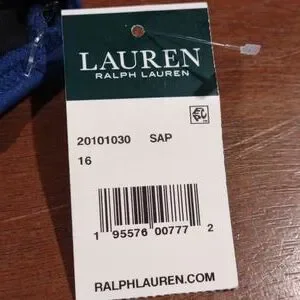 LAUREN
RALPH LAUREN
20101030 SAP
16
1 95576 00777 2
RALPHLAUREN.COM